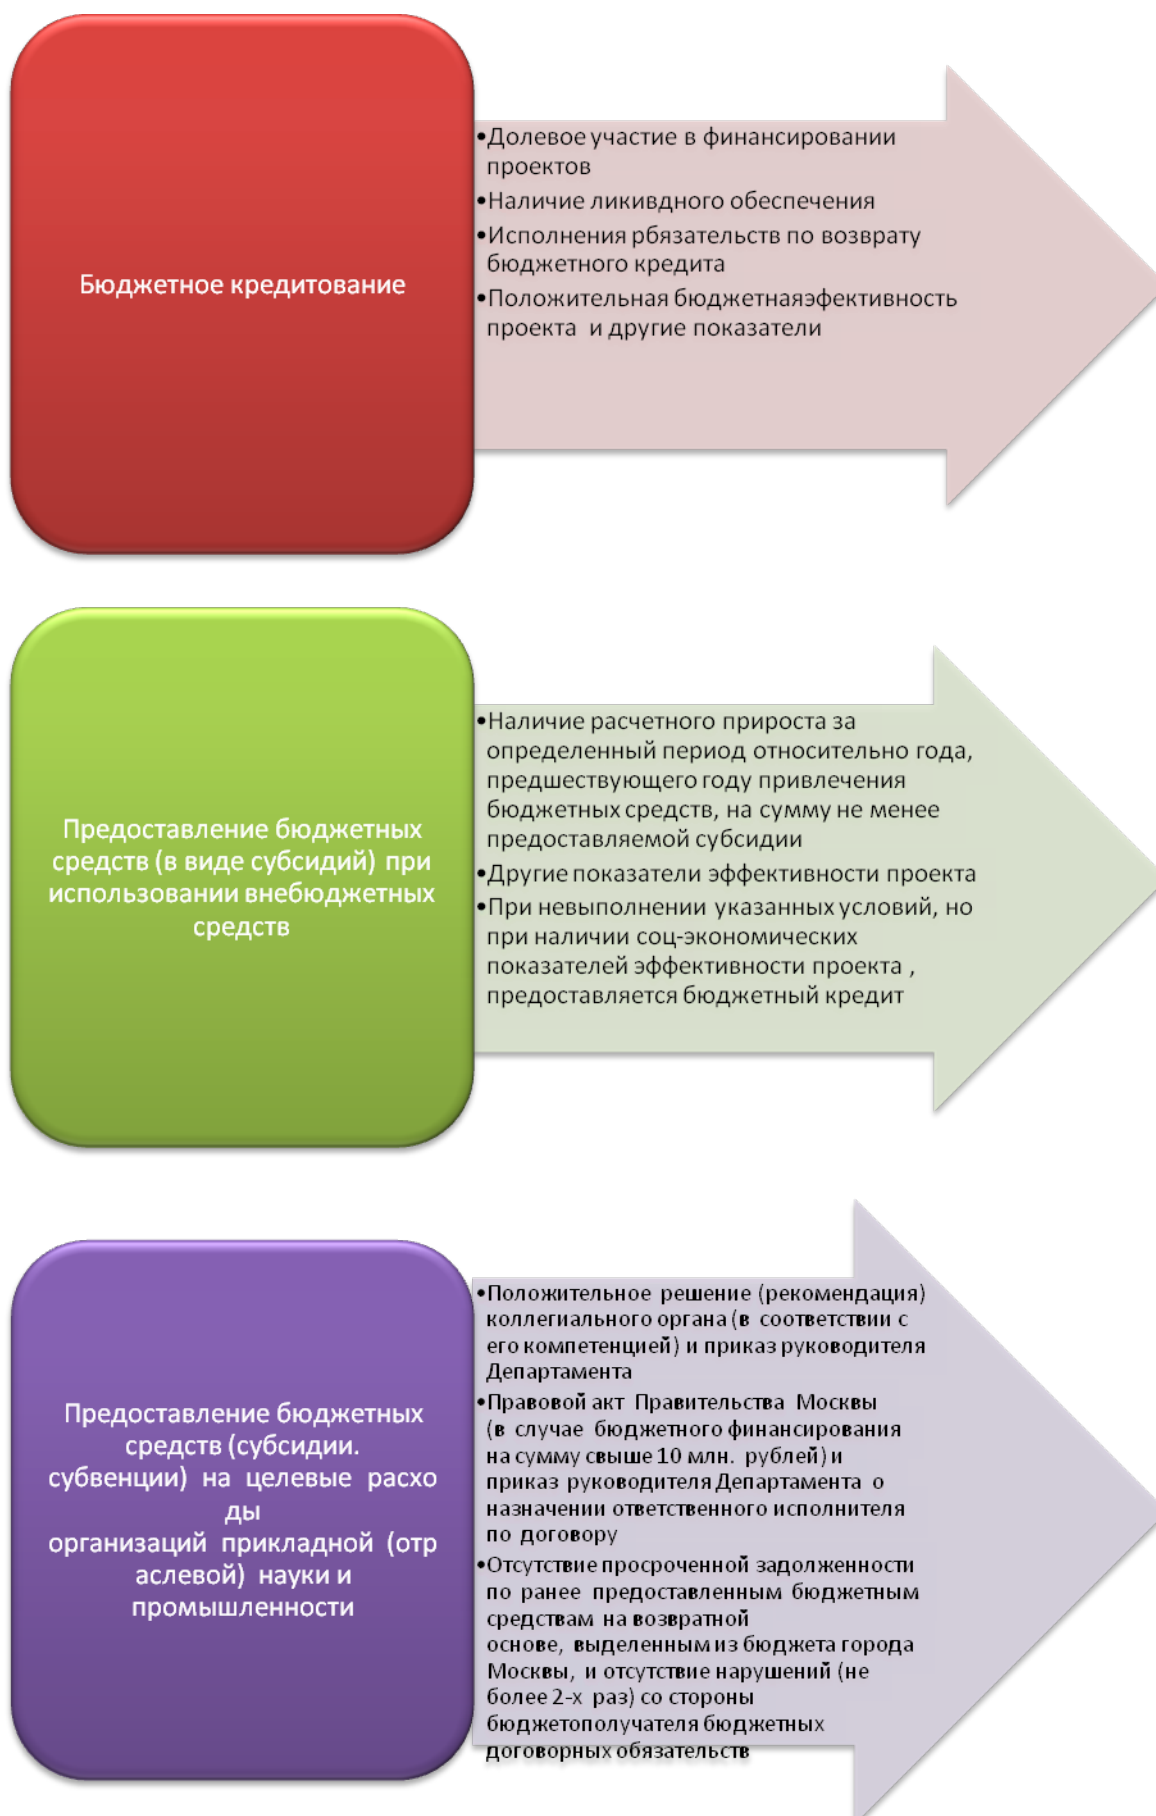 Бюджетное кредитование
•Долевое участие в финансировании
проектов
•Наличие ликивдного обеспечения
•Исполнения рбязательств по возврату
бюджетного кредита
•Положительная бюджетнаяэфективность
проекта и другие показатели
Предоставление бюджетных
средств (в виде субсидий) при
использовании внебюджетных
средств
•Наличие расчетного прироста за
определенный период относительно года,
предшествующего году привлечения
бюджетных средств, на сумму не менее
предоставляемой субсидии
•Другие показатели эффективности проекта
•При невыполнении указанных условий, но
при наличии соц-экономических
показателей эффективности проекта ,
предоставляется бюджетный кредит
Предоставление бюджетных
средств (субсидии.
субвенции) на целевые расхо
ды
организаций прикладной (отр
аслевой) науки и
промышленности
•Положительное решение (рекомендация)
коллегиального органа (в соответствии с
его компетенцией) и приказ руководителя
Департамента
•Правовой акт Правительства Москвы
(в случае бюджетного финансирования
на сумму свыше 10 млн. рублей) и
приказ руководителя Департамента о
назначении ответственного исполнителя
по договору
•Отсутствие просроченной задолженности
по ранее предоставленным бюджетным
средствам на возвратной
основе, выделенным из бюджета города
Москвы, и отсутствие нарушений (не
более 2-х раз) со стороны
бюджетополучателя бюджетных
договорных обязательств